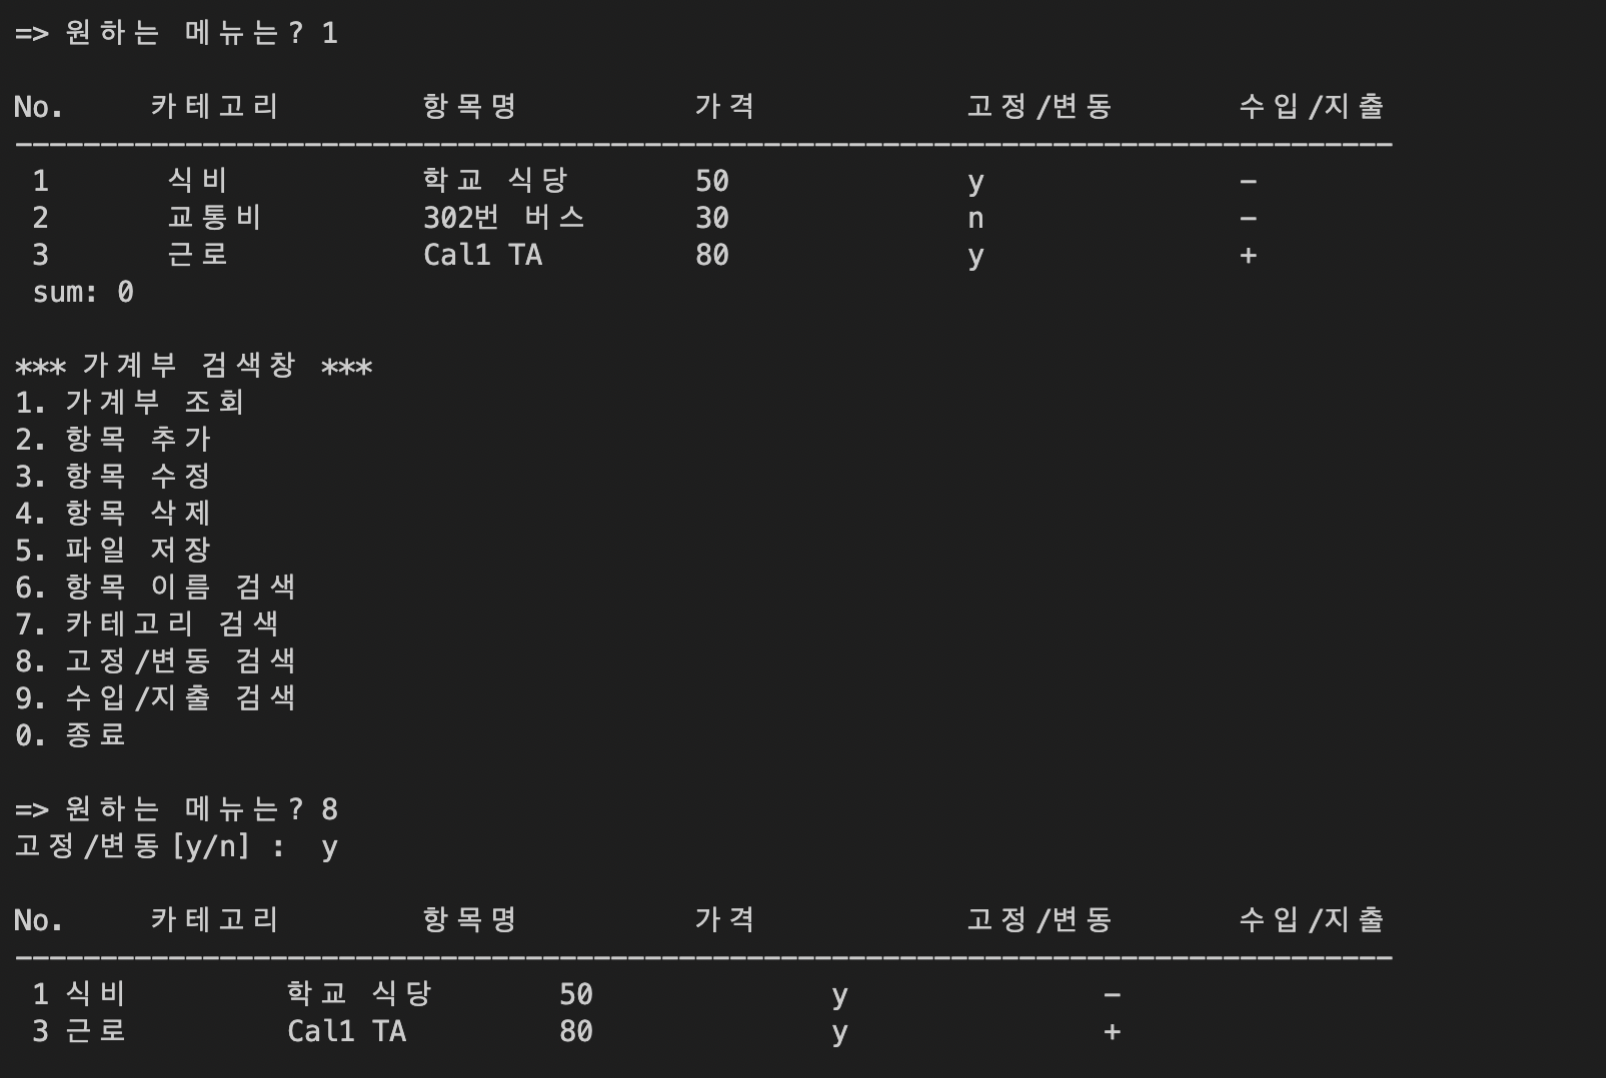 => 원하는 메뉴는? 1
No. 카테고리 항목명 가격 고정/변동 수입/지출
--------------------------------------------------------------------------------
1 식비 학교 식당 50 y -
2 교통비 302번 버스 30 n -
3 근로 Cal1 TA 80 y +
sum: 0
*** 가계부 검색창 ***
1. 가계부 조회
2. 항목 추가
3. 항목 수정
4. 항목 삭제
5. 파일 저장
6. 항목 이름 검색
7. 카테고리 검색
8. 고정/변동 검색
9. 수입/지출 검색
0. 종료
=> 원하는 메뉴는? 8
고정/변동[y/n] : y
No. 카테고리 항목명 가격 고정/변동 수입/지출
--------------------------------------------------------------------------------
1 식비 학교 식당 50 y -
3 근로 Cal1 TA 80 y +